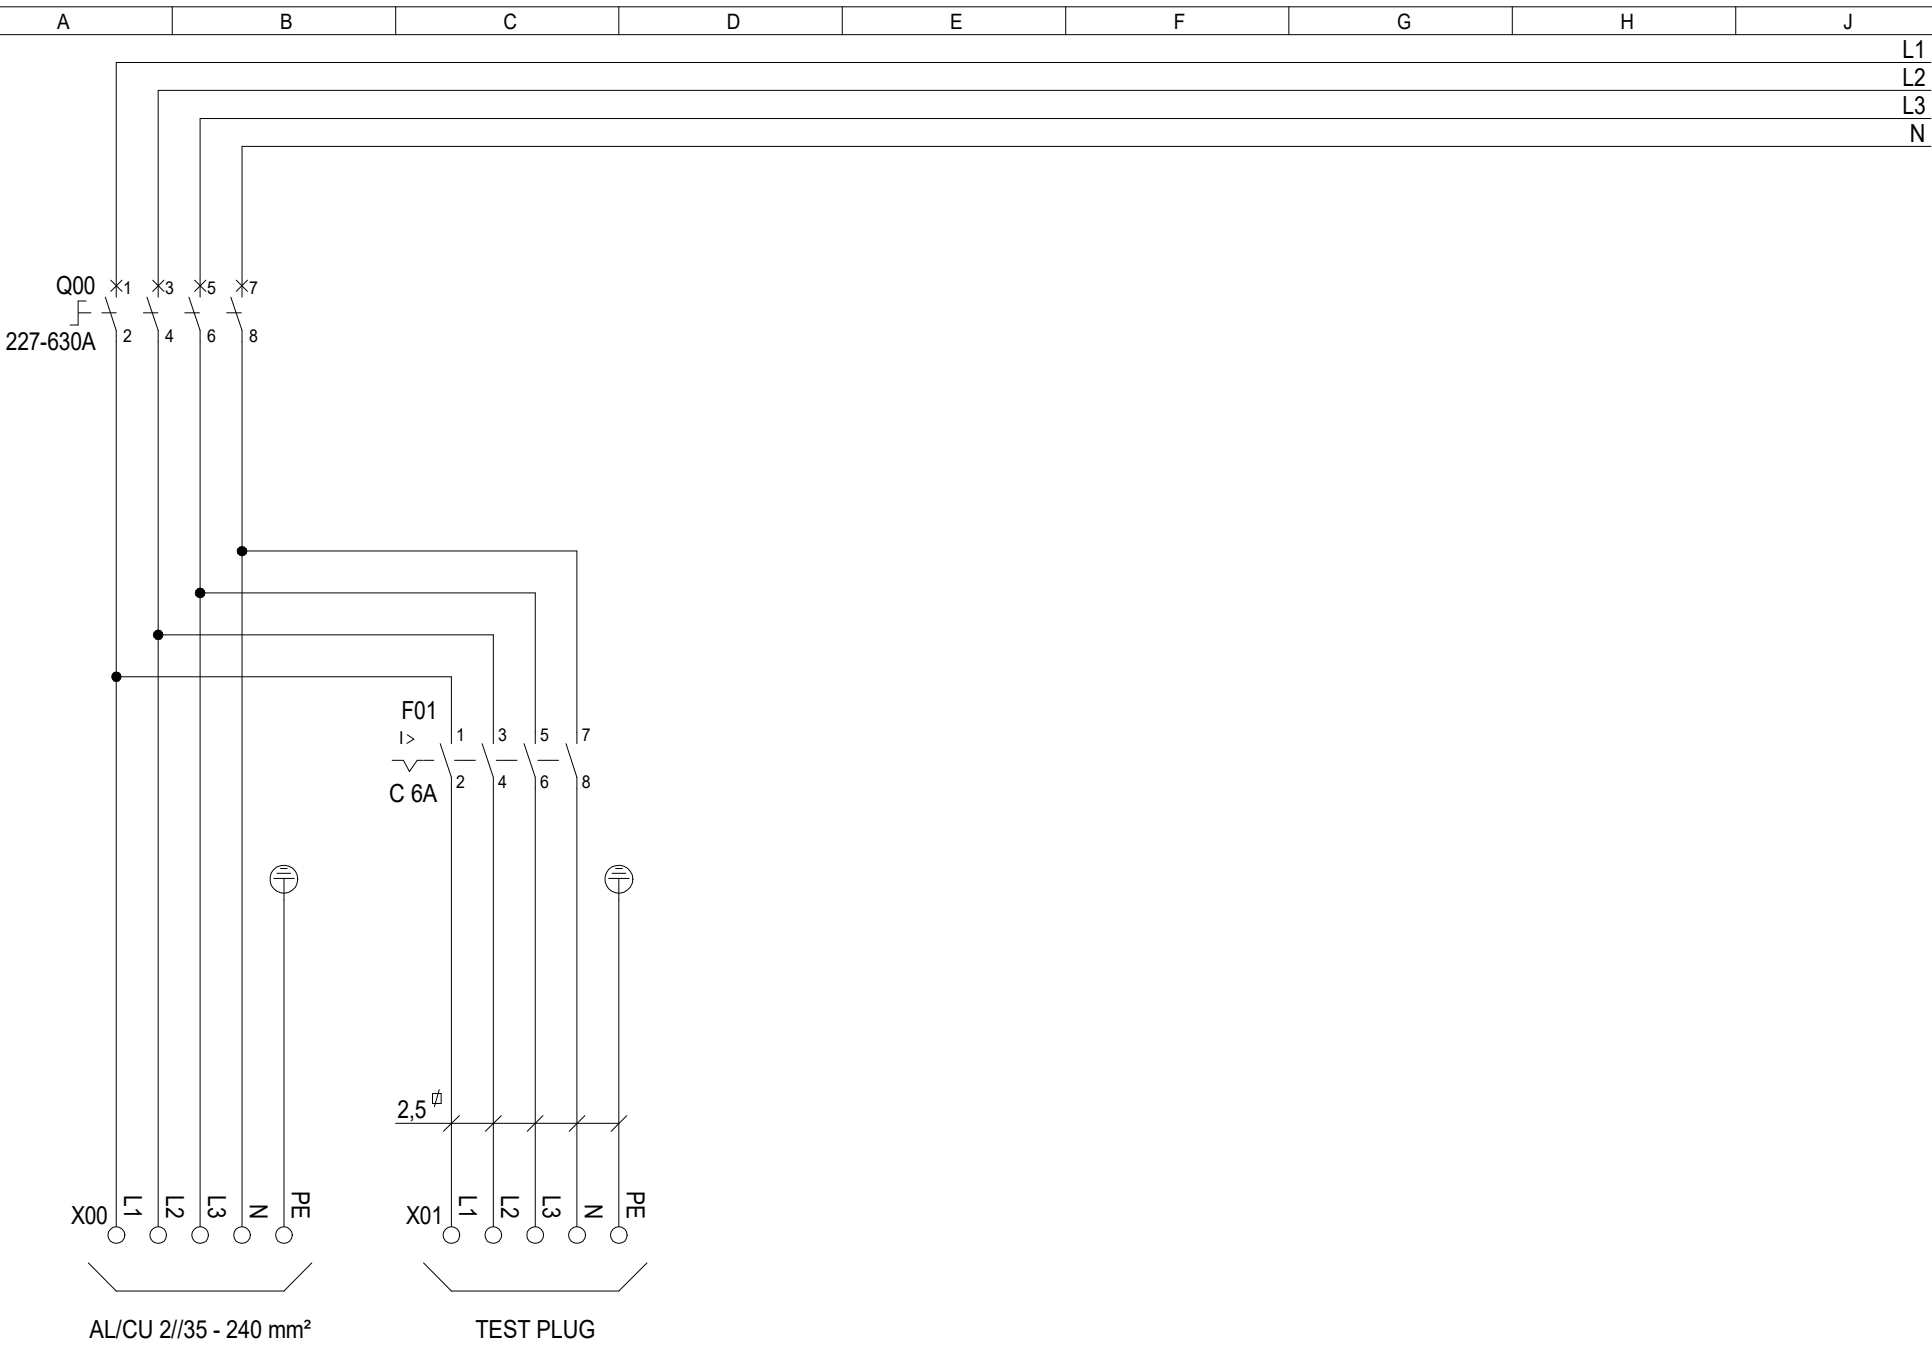 A B C D E F G H J
L1
L2
L3
N
Q00 1 3 5 7
227-630A 2 4 6 8
F01
I> 1 3 5 7
C 6A 2 4 6 8
2,5
X00 L1 L2 L3 N PE
X01 L1 L2 L3 N PE
AL/CU 2//35 - 240 mm²
TEST PLUG